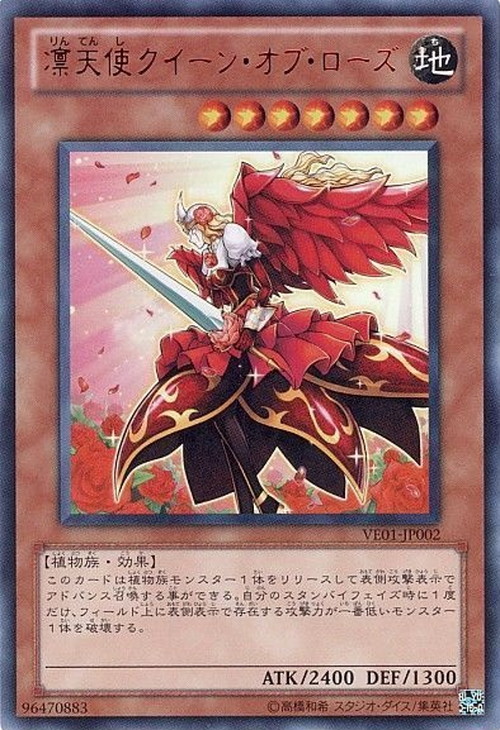 りん てん し
凛天使クイーン・オブ・ローズ
ち
地
VE01-JP002
【植物族・効果】
このカードは植物族モンスター１体をリリースして表側攻撃表示で
アドバンス召喚する事ができる。自分のスタンバイフェイズ時に１度
だけ、フィールド上に表側表示で存在する攻撃力が一番低いモンスター
１体を破壊する。
ATK/2400 DEF/1300
96470883
©高橋和希 スタジオ・ダイス/集英社